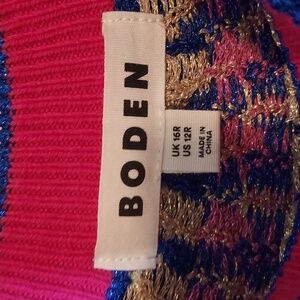 BODEN
UK 16R
US 12R
MADE IN
CHINA